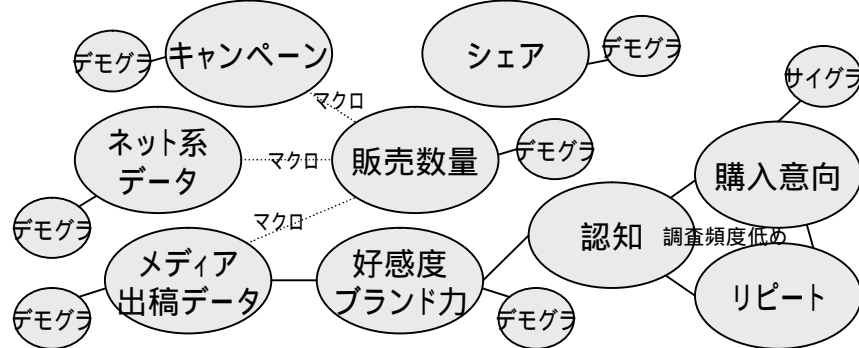 デモグラ
キャンペーン
シェア
デモグラ
サイグラ
マクロ
ネット系
データ
マクロ
販売数量
デモグラ
購入意向
デモグラ
マクロ
認知
調査頻度低め
メディア
出稿データ
好感度
ブランド力
リピート
デモグラ
デモグラ